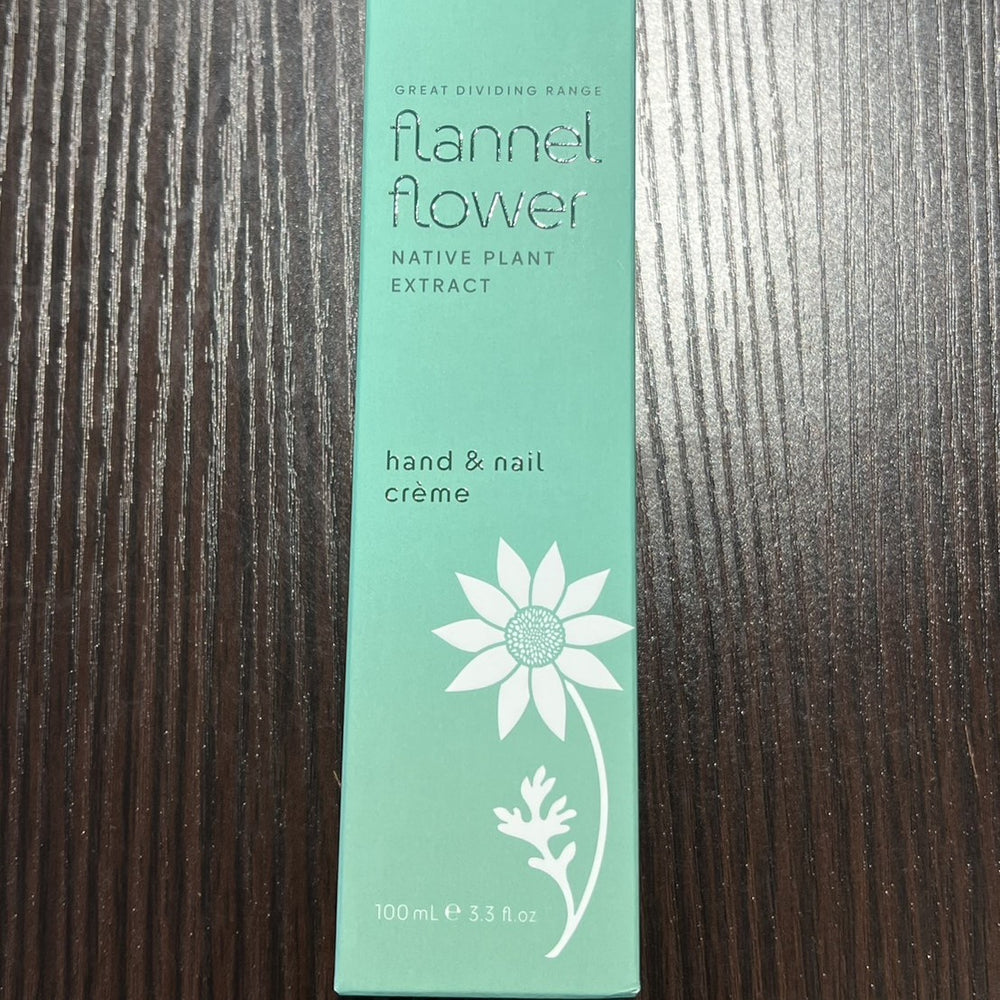 GREAT DIVIDING RANGE
flannel
flower
NATIVE PLANT
EXTRACT
hand & nail
crème
100 mL ℮ 3.3 fl.oz